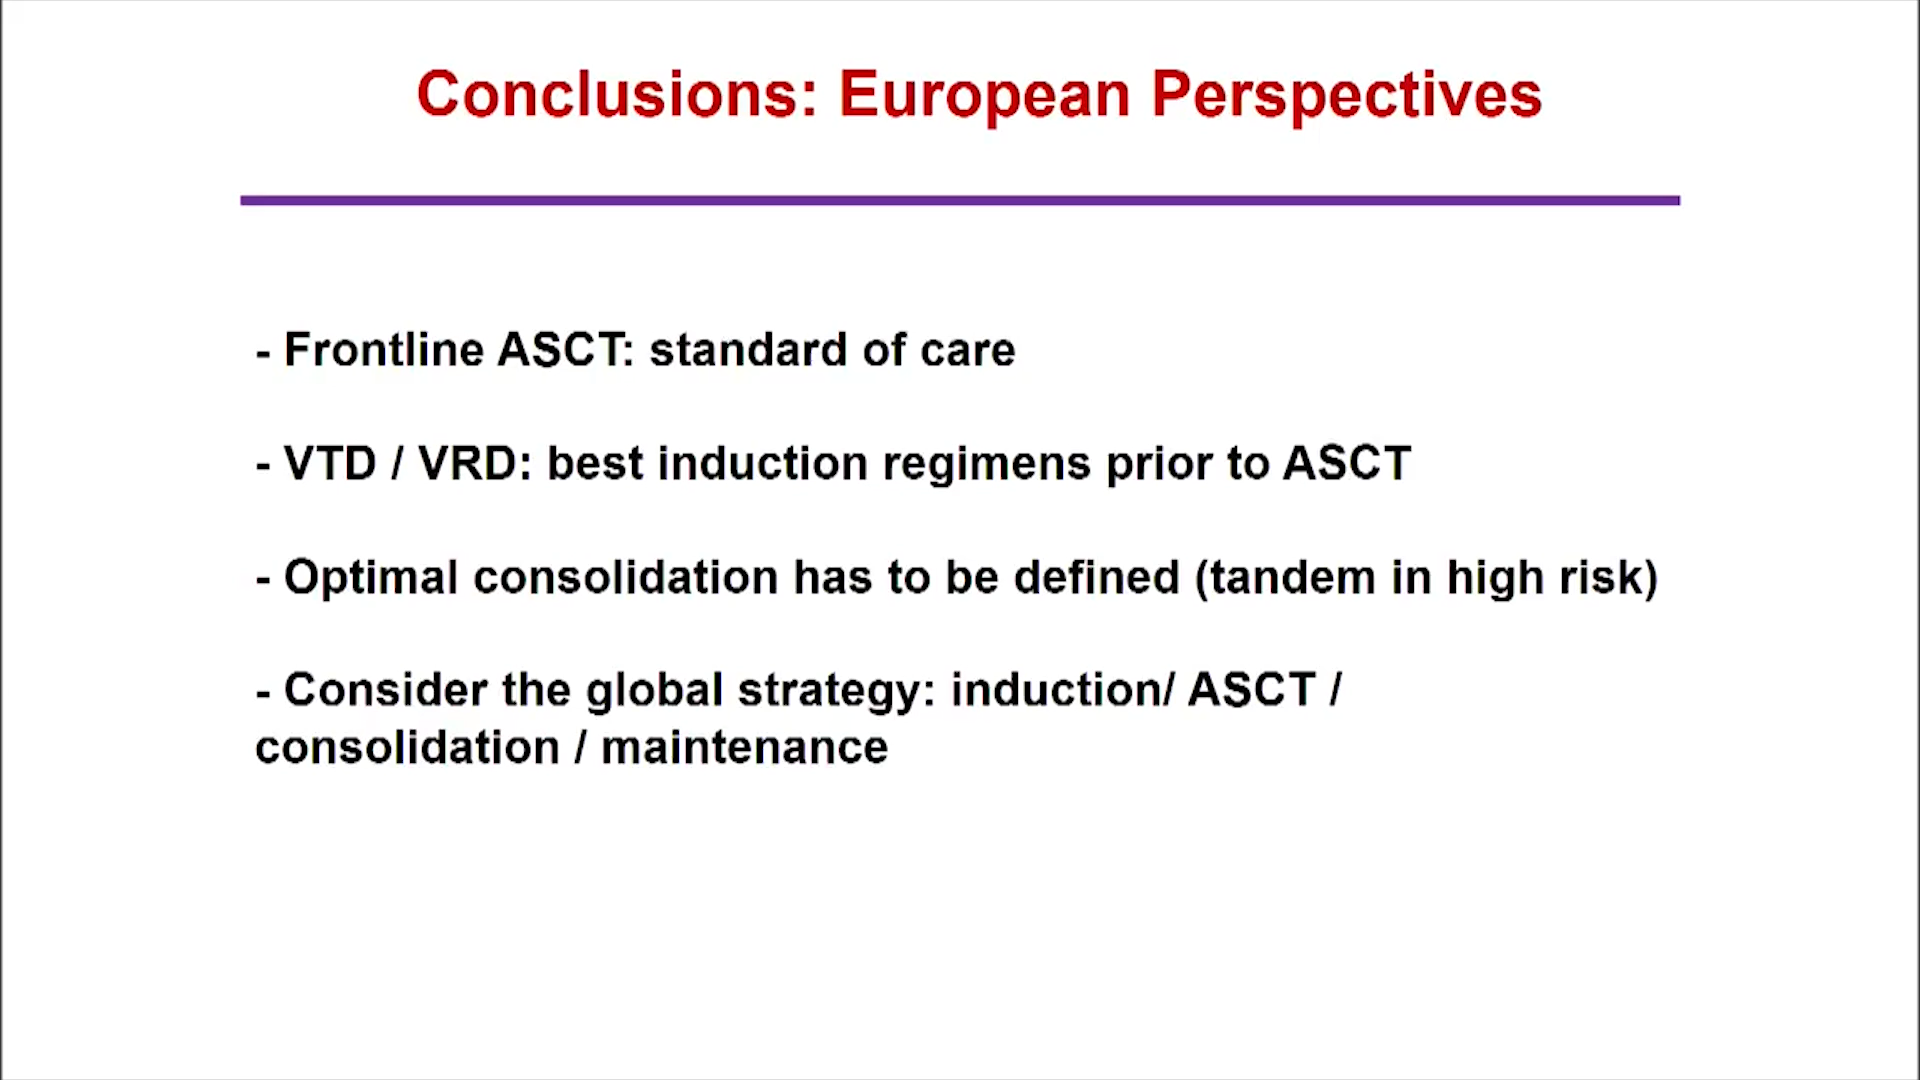 Conclusions: European Perspectives
- Frontline ASCT: standard of care
- VTD / VRD: best induction regimens prior to ASCT
- Optimal consolidation has to be defined (tandem in high risk)
- Consider the global strategy: induction/ ASCT /
consolidation / maintenance